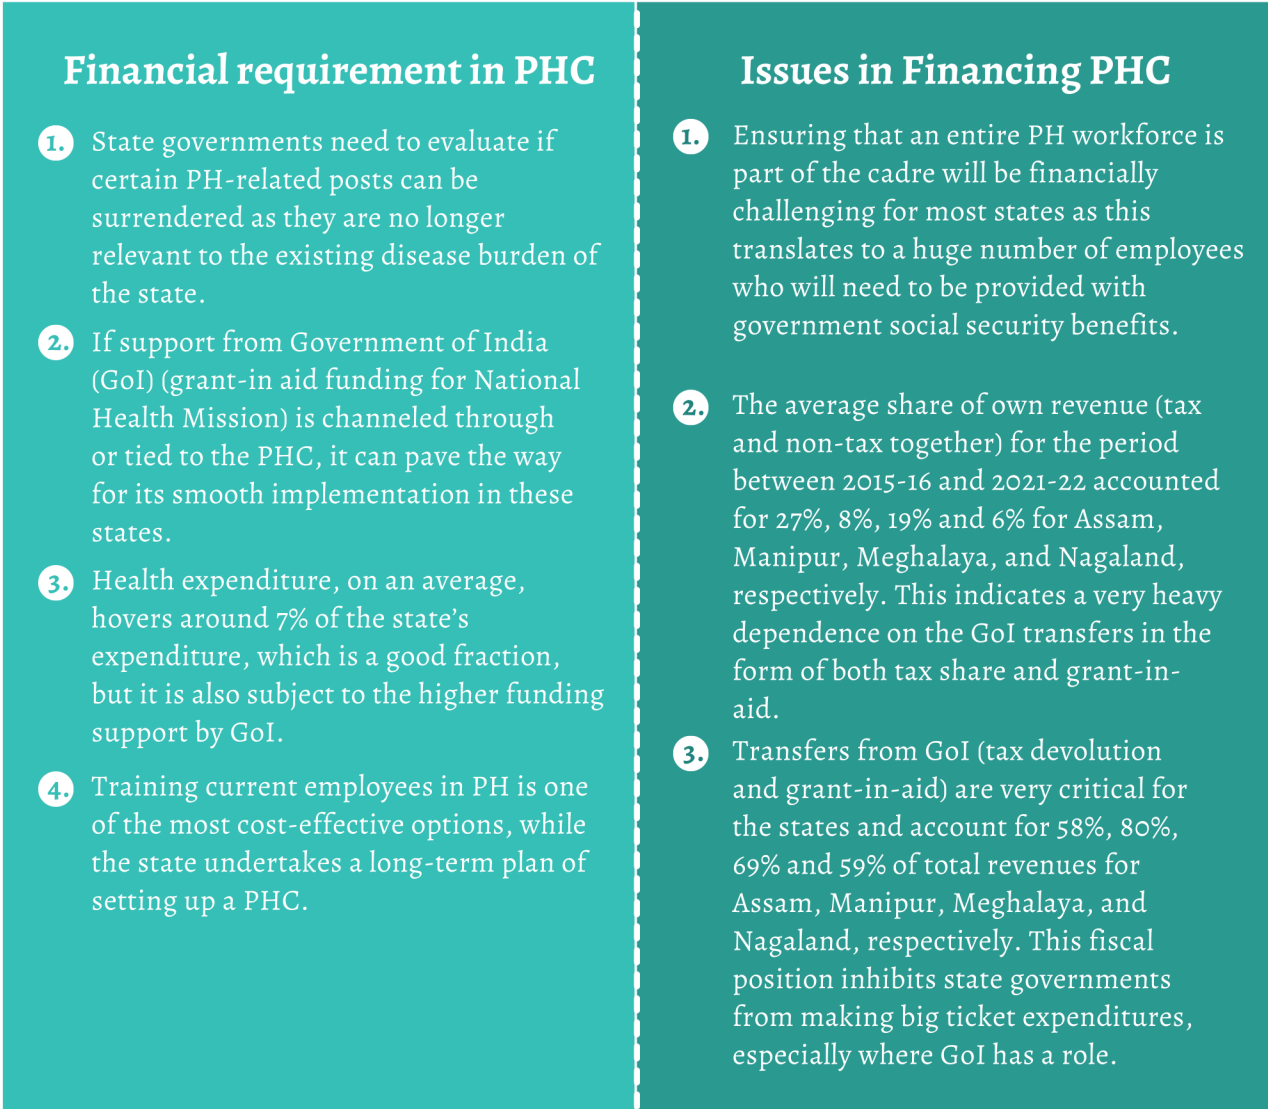 Financial requirement in PHC
1. State governments need to evaluate if
certain PH-related posts can be
surrendered as they are no longer
relevant to the existing disease burden of
the state.
2. If support from Government of India
(GoI) (grant-in aid funding for National
Health Mission) is channeled through
or tied to the PHC, it can pave the way
for its smooth implementation in these
states.
3. Health expenditure, on an average,
hovers around 7% of the state’s
expenditure, which is a good fraction,
but it is also subject to the higher funding
support by GoI.
4. Training current employees in PH is one
of the most cost-effective options, while
the state undertakes a long-term plan of
setting up a PHC.
Issues in Financing PHC
1. Ensuring that an entire PH workforce is
part of the cadre will be financially
challenging for most states as this
translates to a huge number of employees
who will need to be provided with
government social security benefits.
2. The average share of own revenue (tax
and non-tax together) for the period
between 2015-16 and 2021-22 accounted
for 27%, 8%, 19% and 6% for Assam,
Manipur, Meghalaya, and Nagaland,
respectively. This indicates a very heavy
dependence on the GoI transfers in the
form of both tax share and grant-in-
aid.
3. Transfers from GoI (tax devolution
and grant-in-aid) are very critical for
the states and account for 58%, 80%,
69% and 59% of total revenues for
Assam, Manipur, Meghalaya, and
Nagaland, respectively. This fiscal
position inhibits state governments
from making big ticket expenditures,
especially where GoI has a role.